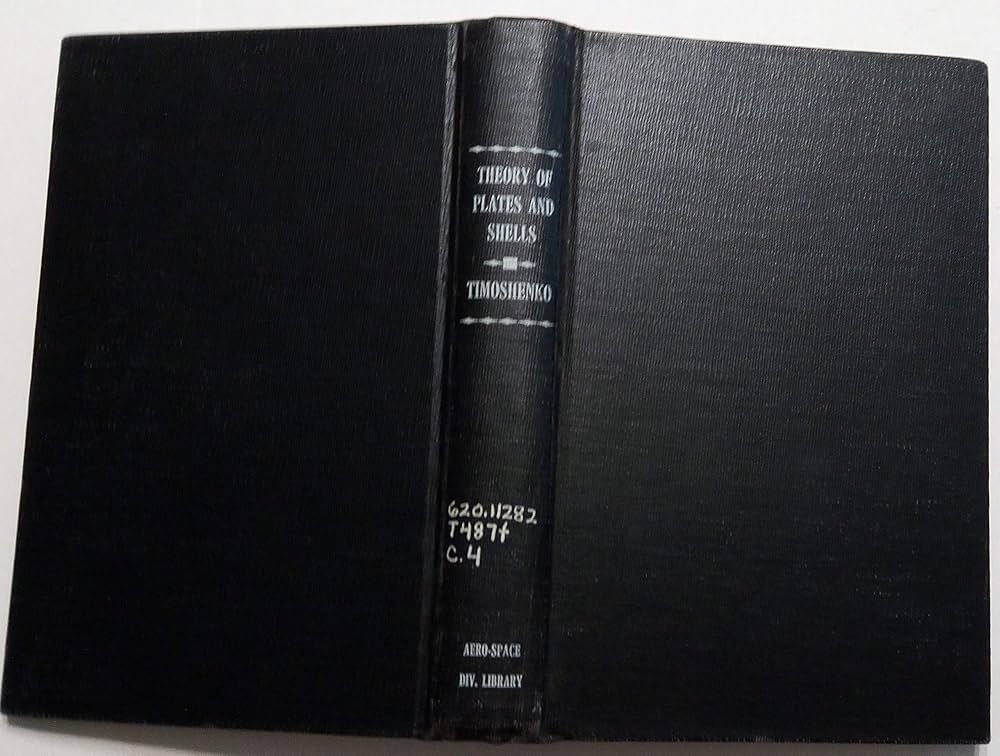 THEORY OF
PLATES AND
SHELLS
TIMOSHENKO
620.11282
T487t
C.4
AERO-SPACE
DIV. LIBRARY